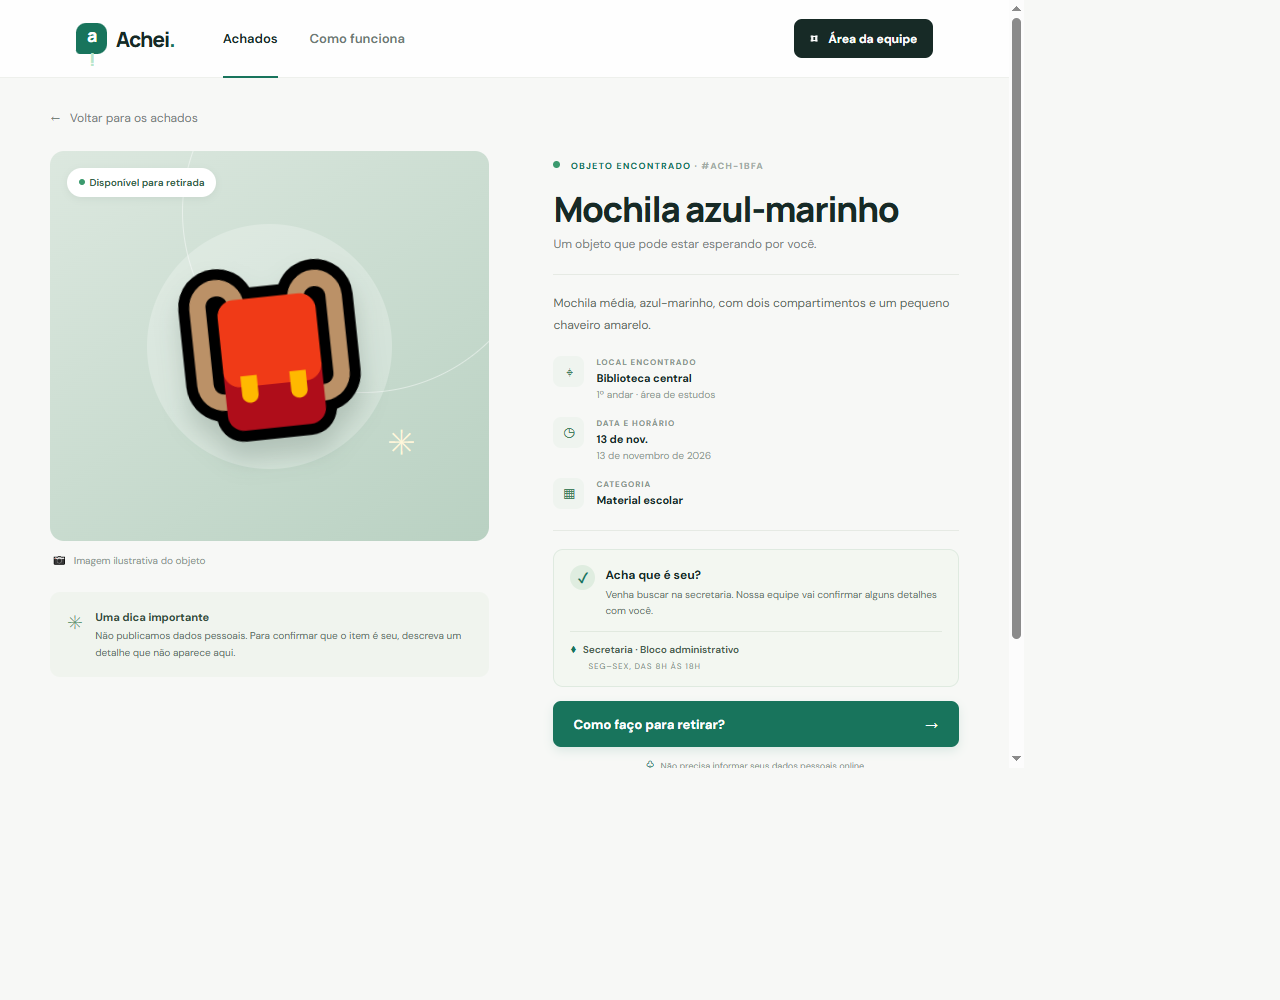 a Achei.
Achados
Como funciona
Área da equipe
← Voltar para os achados
Disponível para retirada
Imagem ilustrativa do objeto
Uma dica importante
Não publicamos dados pessoais. Para confirmar que o item é seu, descreva um
detalhe que não aparece aqui.
OBJETO ENCONTRADO · #ACH-1BFA
Mochila azul-marinho
Um objeto que pode estar esperando por você.
Mochila média, azul-marinho, com dois compartimentos e um pequeno
chaveiro amarelo.
LOCAL ENCONTRADO
Biblioteca central
1º andar · área de estudos
DATA E HORÁRIO
13 de nov.
13 de novembro de 2026
CATEGORIA
Material escolar
Acha que é seu?
Venha buscar na secretaria. Nossa equipe vai confirmar alguns detalhes
com você.
Secretaria · Bloco administrativo
SEG–SEX, DAS 8H ÀS 18H
Como faço para retirar? →
Não precisa informar seus dados pessoais online